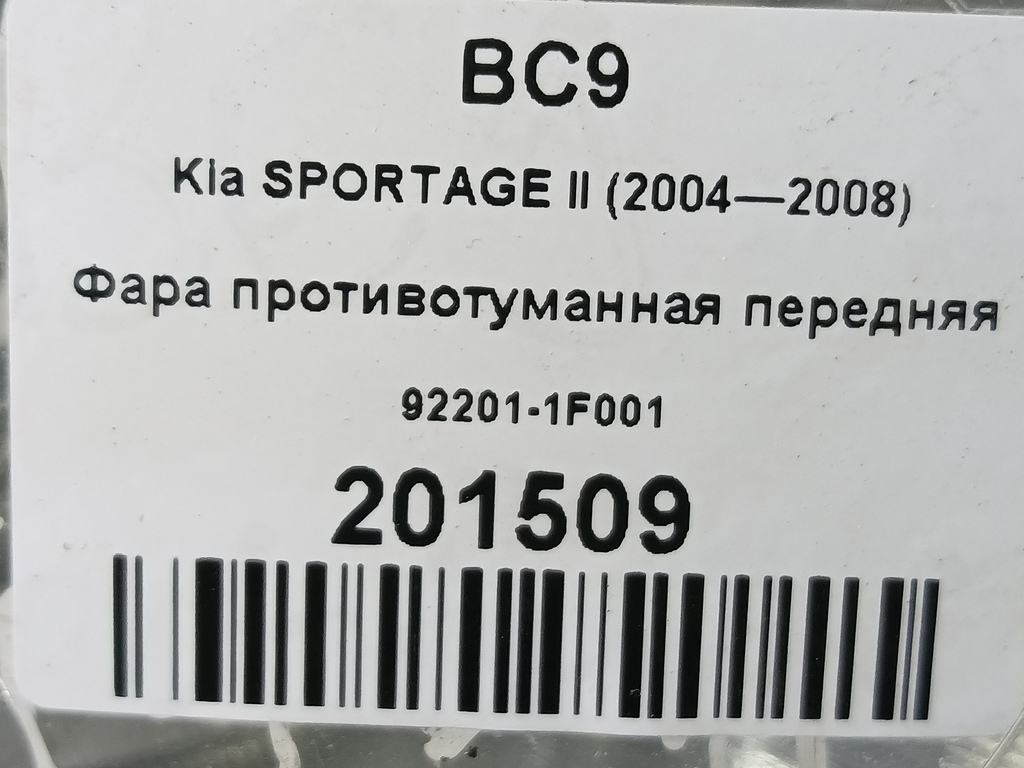 BC9
Kia SPORTAGE II (2004—2008)
Фара противотуманная передняя
92201-1F001
201509